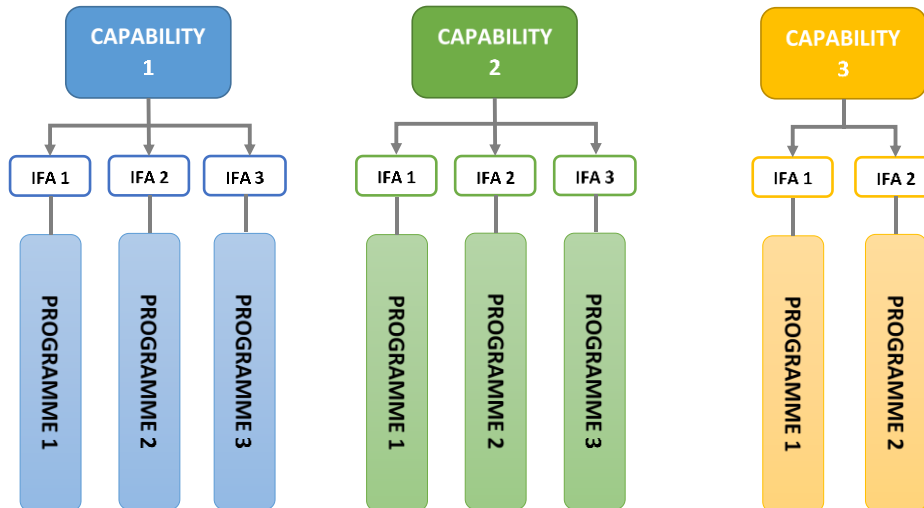 CAPABILITY
1
CAPABILITY
2
CAPABILITY
3
IFA 1
IFA 2
IFA 3
IFA 1
IFA 2
IFA 3
IFA 1
IFA 2
PROGRAMME 1
PROGRAMME 2
PROGRAMME 3
PROGRAMME 1
PROGRAMME 2
PROGRAMME 3
PROGRAMME 1
PROGRAMME 2